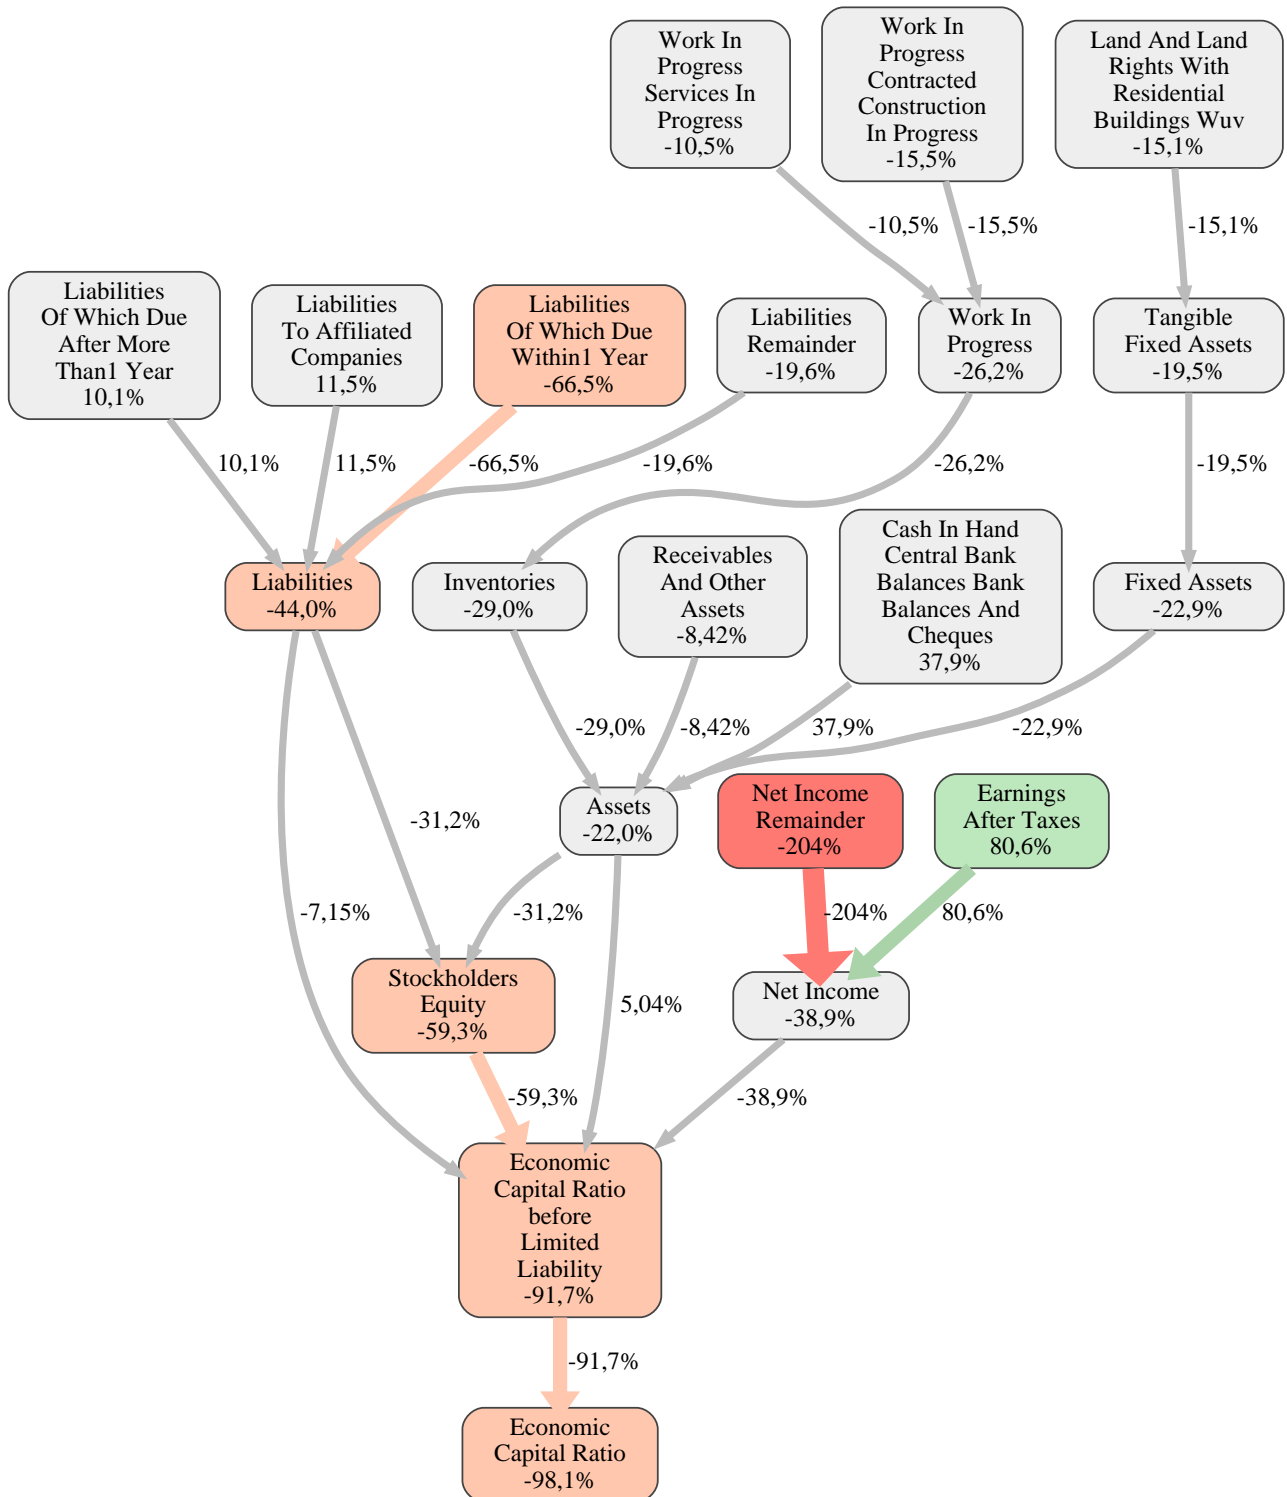 Work In
Progress
Services In
Progress
-10,5%
Work In
Progress
Contracted
Construction
In Progress
-15,5%
Land And Land
Rights With
Residential
Buildings Wuv
-15,1%
-10,5%
-15,5%
-15,1%
Liabilities
Of Which Due
After More
Than1 Year
10,1%
Liabilities
To Affiliated
Companies
11,5%
Liabilities
Of Which Due
Within1 Year
-66,5%
Liabilities
Remainder
-19,6%
Work In
Progress
-26,2%
Tangible
Fixed Assets
-19,5%
10,1%
11,5%
-66,5%
-19,6%
-26,2%
-19,5%
Liabilities
-44,0%
Inventories
-29,0%
Receivables
And Other
Assets
-8,42%
Cash In Hand
Central Bank
Balances Bank
Balances And
Cheques
37,9%
Fixed Assets
-22,9%
-29,0%
-8,42%
37,9%
-22,9%
-31,2%
Assets
-22,0%
Net Income
Remainder
-204%
Earnings
After Taxes
80,6%
-7,15%
-31,2%
-204%
80,6%
Stockholders
Equity
-59,3%
5,04%
Net Income
-38,9%
-59,3%
-38,9%
Economic
Capital Ratio
before
Limited
Liability
-91,7%
-91,7%
Economic
Capital Ratio
-98,1%